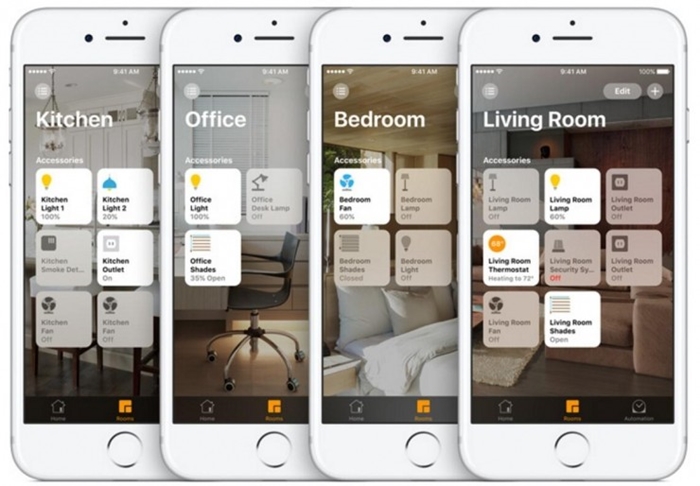 9:41 AM
Kitchen
Accessories
Kitchen
Light 1
100%
Kitchen
Light 2
20%
Kitchen
Smoke Det...
Kitchen
Outlet
On
Kitchen
Fan
Off
Kitchen
Fan
Off
Home
Rooms
9:41 AM
Office
Accessories
Office
Light
100%
Office
Desk Lamp
Off
Office
Shades
35% Open
Home
Rooms
9:41 AM
Bedroom
Accessories
Bedroom
Fan
60%
Bedroom
Lamp
Off
Bedroom
Shades
Closed
Bedroom
Light
Off
Home
Rooms
9:41 AM
100%
Edit
Living Room
Accessories
Living Room
Lamp
Off
Living Room
Lamp
60%
Living Room
Outlet
Off
68°
Living Room
Thermostat
Heating to 72°
Living Room
Security Sy...
Off
Living Room
Outlet
Off
Living Room
Fan
Off
Living Room
Shades
Open
Home
Rooms
Automation